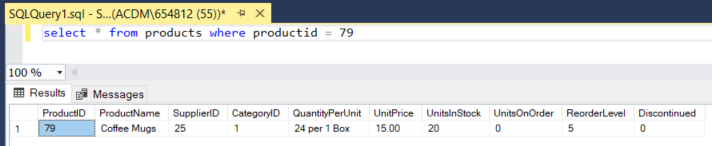 SQLQuery1.sql - S...(ACDM\654812 (55))*
select * from products where productid = 79
100 %
Results Messages
ProductID ProductName SupplierID CategoryID QuantityPerUnit UnitPrice UnitsInStock UnitsOnOrder ReorderLevel Discontinued
1 79 Coffee Mugs 25 1 24 per 1 Box 15.00 20 0 5 0